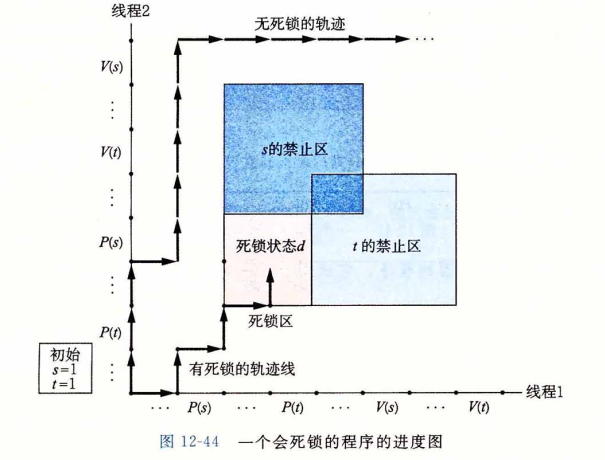 线程2
无死锁的轨迹
...
V(s)
⋮
s的禁止区
V(t)
⋮
P(s)
死锁状态d
t 的禁止区
⋮
死锁区
P(t)
初始
s=1
t=1
⋮
有死锁的轨迹线
线程1
... P(s) ... P(t) ... V(s) ... V(t)
图 12-44 一个会死锁的程序的进度图